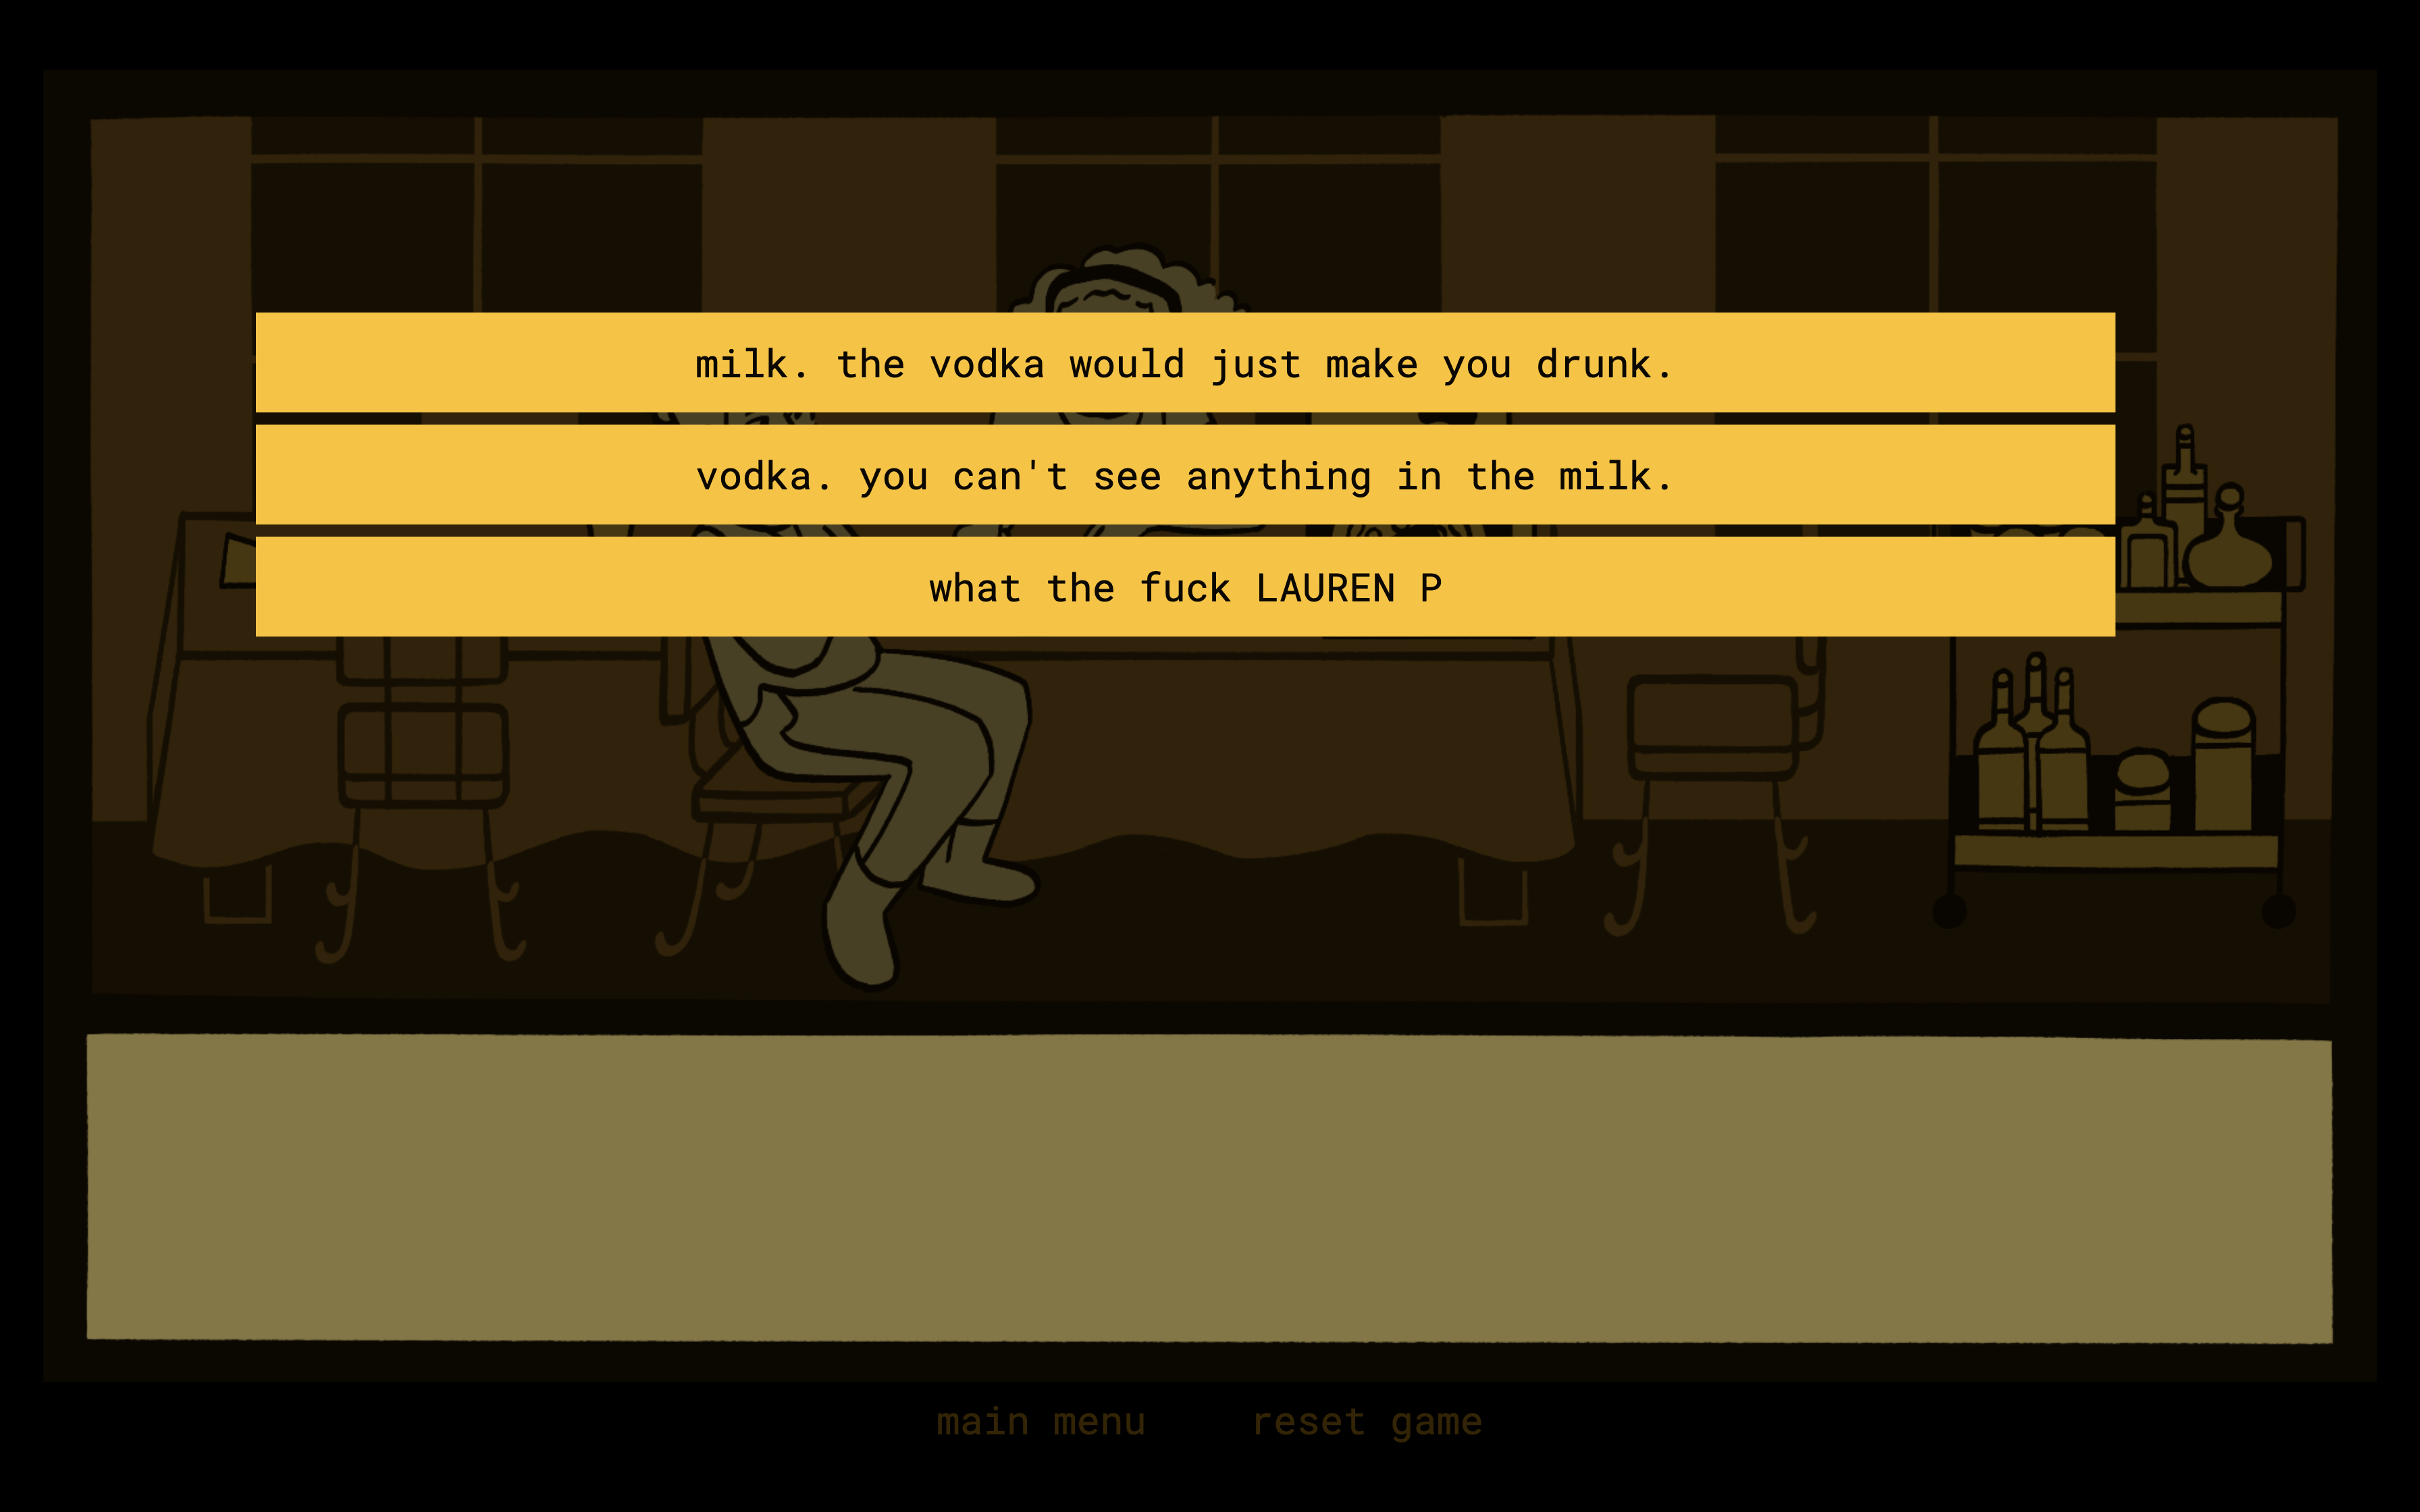 milk. the vodka would just make you drunk.
vodka. you can't see anything in the milk.
what the fuck LAUREN P
main menu
reset game